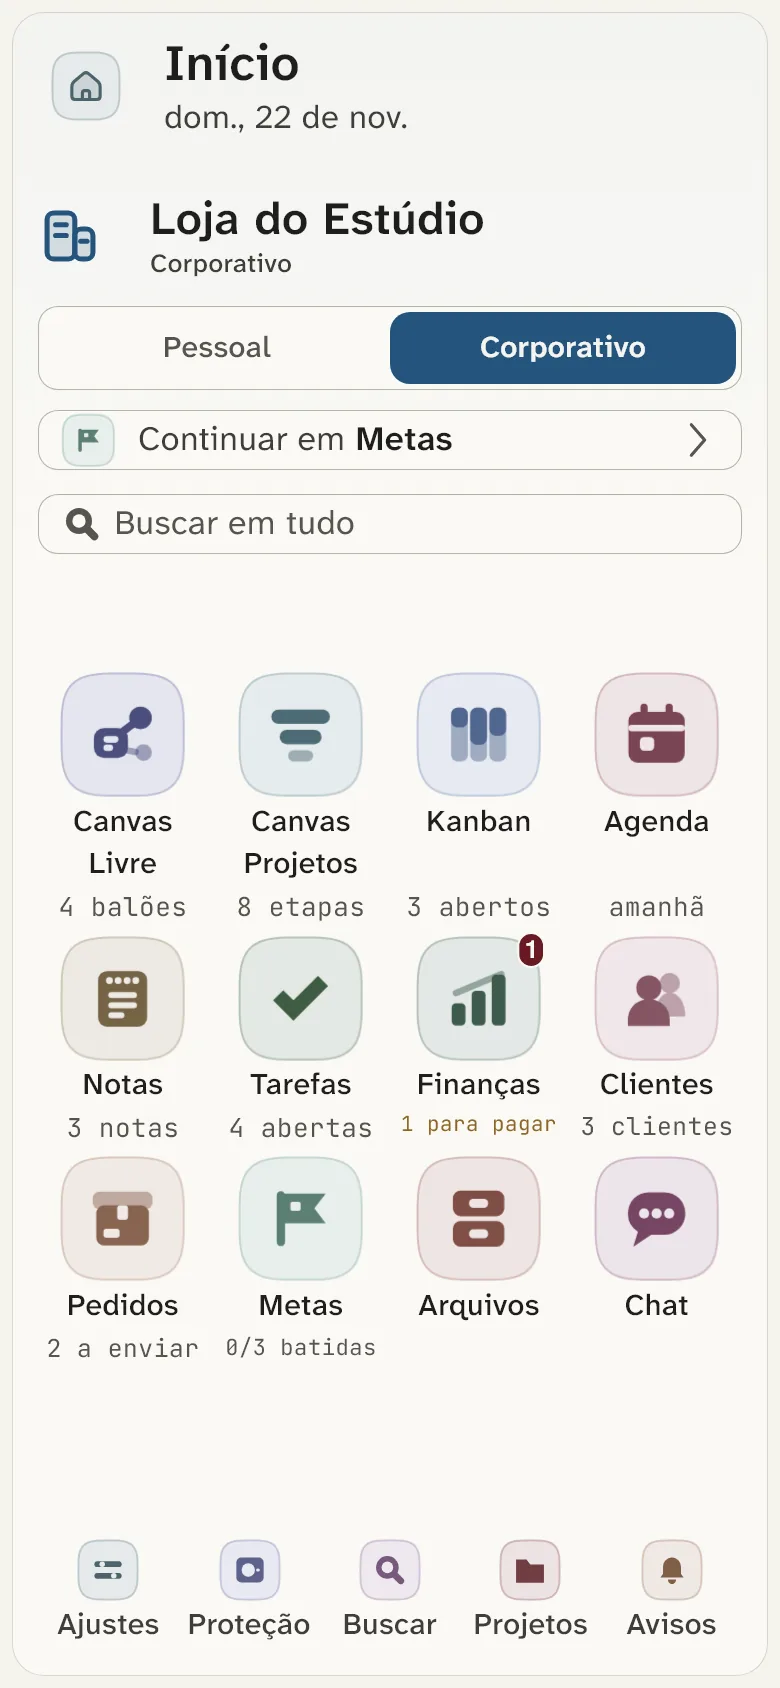 Início
dom., 22 de nov.
Loja do Estúdio
Corporativo
Pessoal
Corporativo
Continuar em Metas
Buscar em tudo
Canvas Livre
4 balões
Canvas Projetos
8 etapas
Kanban
3 abertos
Agenda
amanhã
Notas
3 notas
Tarefas
4 abertas
1
Finanças
1 para pagar
Clientes
3 clientes
Pedidos
2 a enviar
Metas
0/3 batidas
Arquivos
Chat
Ajustes
Proteção
Buscar
Projetos
Avisos